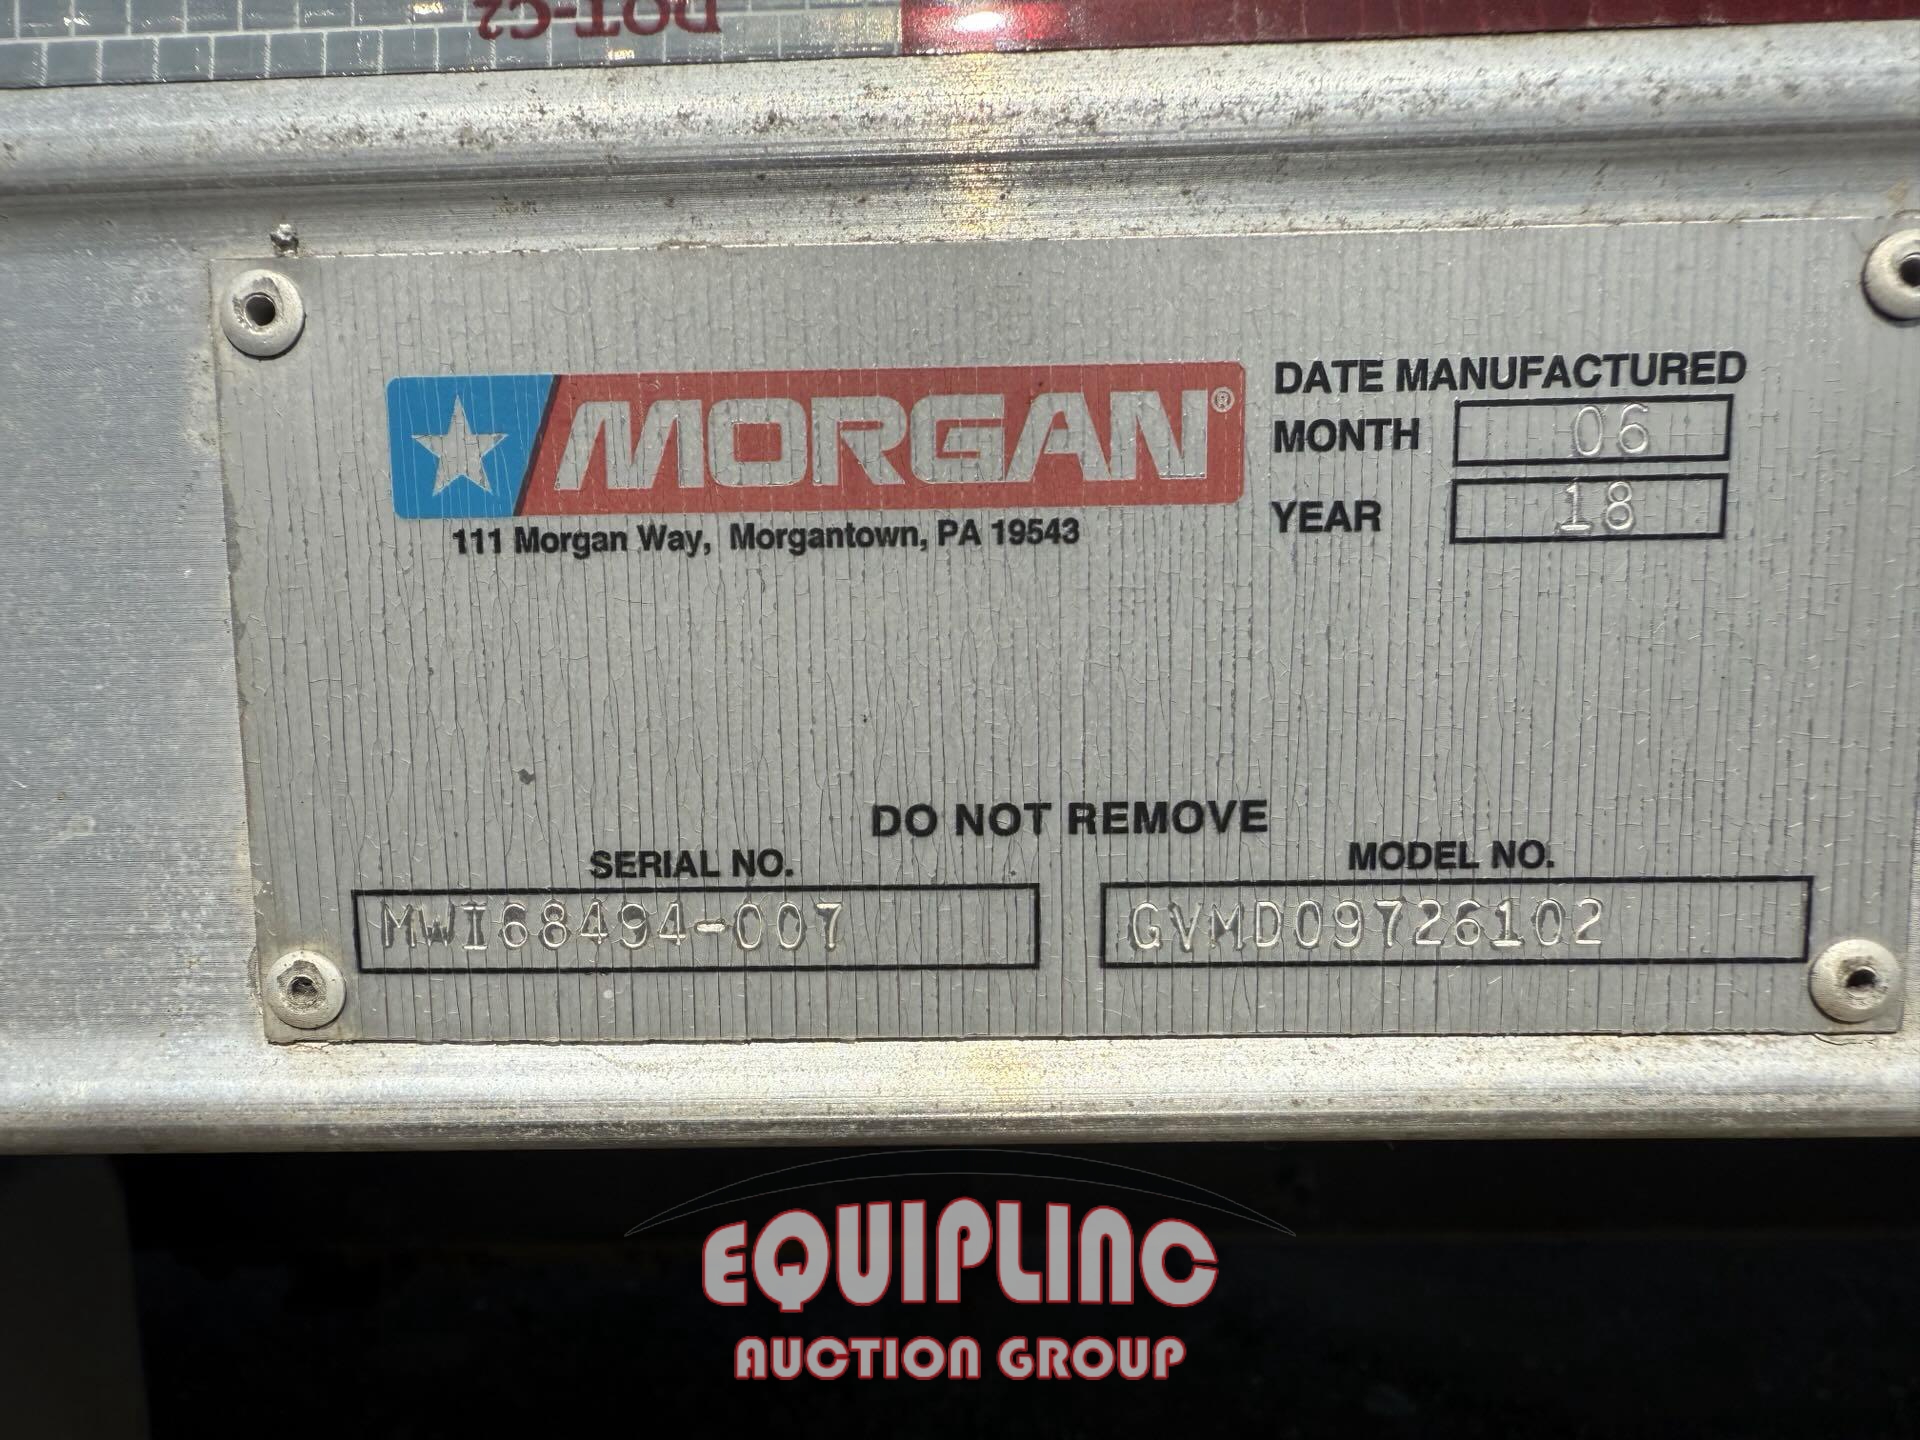 DOT-C2
MORGAN®
111 Morgan Way, Morgantown, PA 19543
DATE MANUFACTURED
MONTH 06
YEAR 18
DO NOT REMOVE
SERIAL NO.
MWI68494-007
MODEL NO.
GVMD09726102
EQUIPLINC
AUCTION GROUP